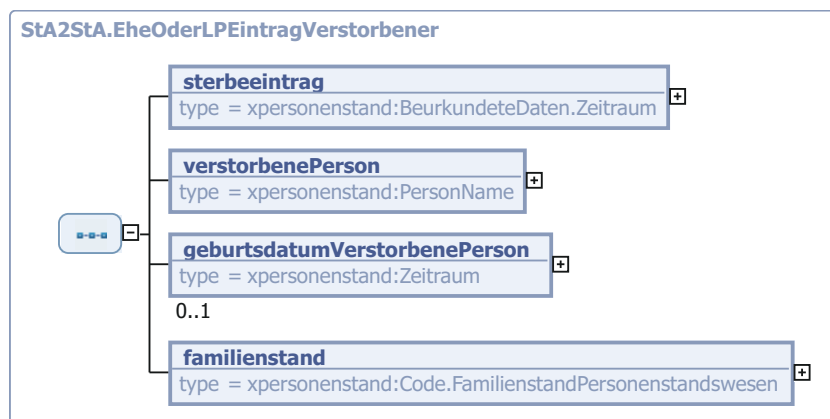 StA2StA.EheOderLPEintragVerstorbener
sterbeeintrag
type = xpersonenstand:BeurkundeteDaten.Zeitraum
verstorbenePerson
type = xpersonenstand:PersonName
geburtsdatumVerstorbenePerson
type = xpersonenstand:Zeitraum
0..1
familienstand
type = xpersonenstand:Code.FamilienstandPersonenstandswesen